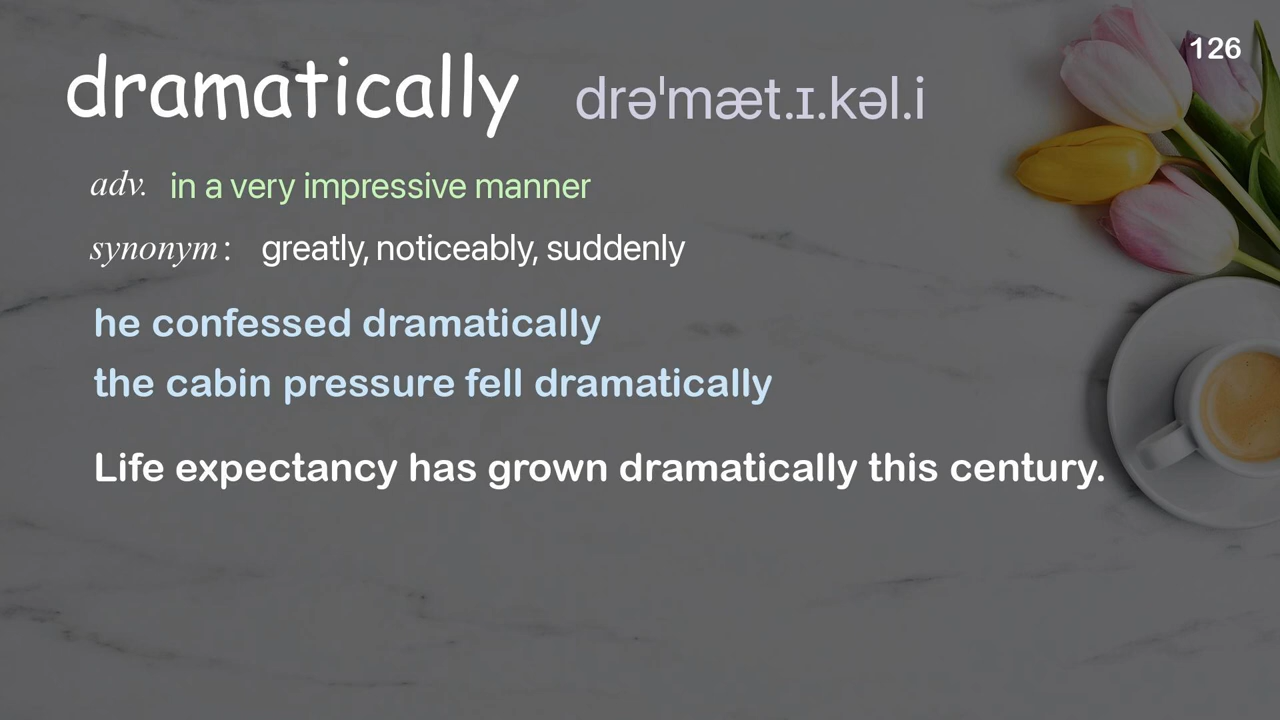 126
dramatically drəˈmæt.ɪ.kəl.i
adv. in a very impressive manner
synonym: greatly, noticeably, suddenly
he confessed dramatically
the cabin pressure fell dramatically
Life expectancy has grown dramatically this century.